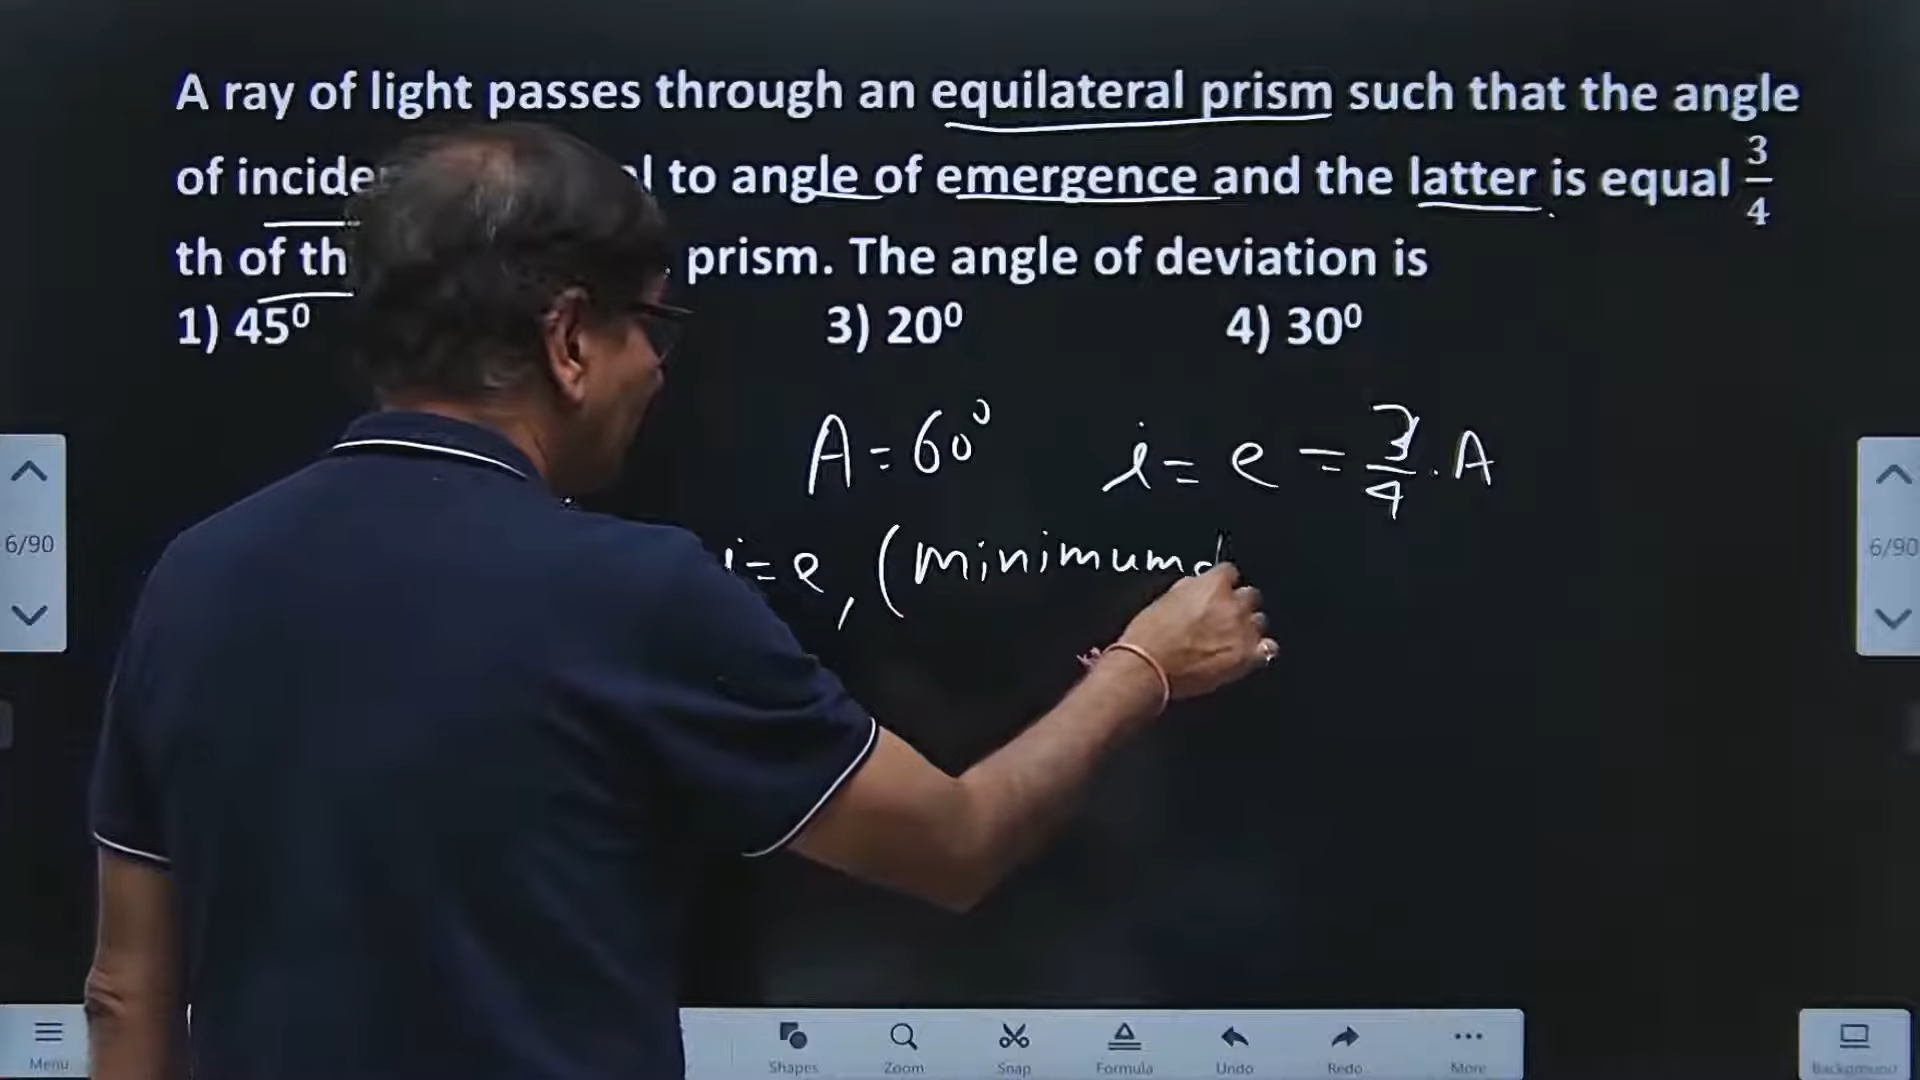 A ray of light passes through an equilateral prism such that the angle
of to angle of emergence and the latter is equal 3/4
th of prism. The angle of deviation is
1) 45⁰ 3) 20⁰ 4) 30⁰
A = 60° i = e = 3/4 . A
i = e , (minimum
6/90 6/90
Menu Shapes Zoom Snap Formula Undo Redo More Background